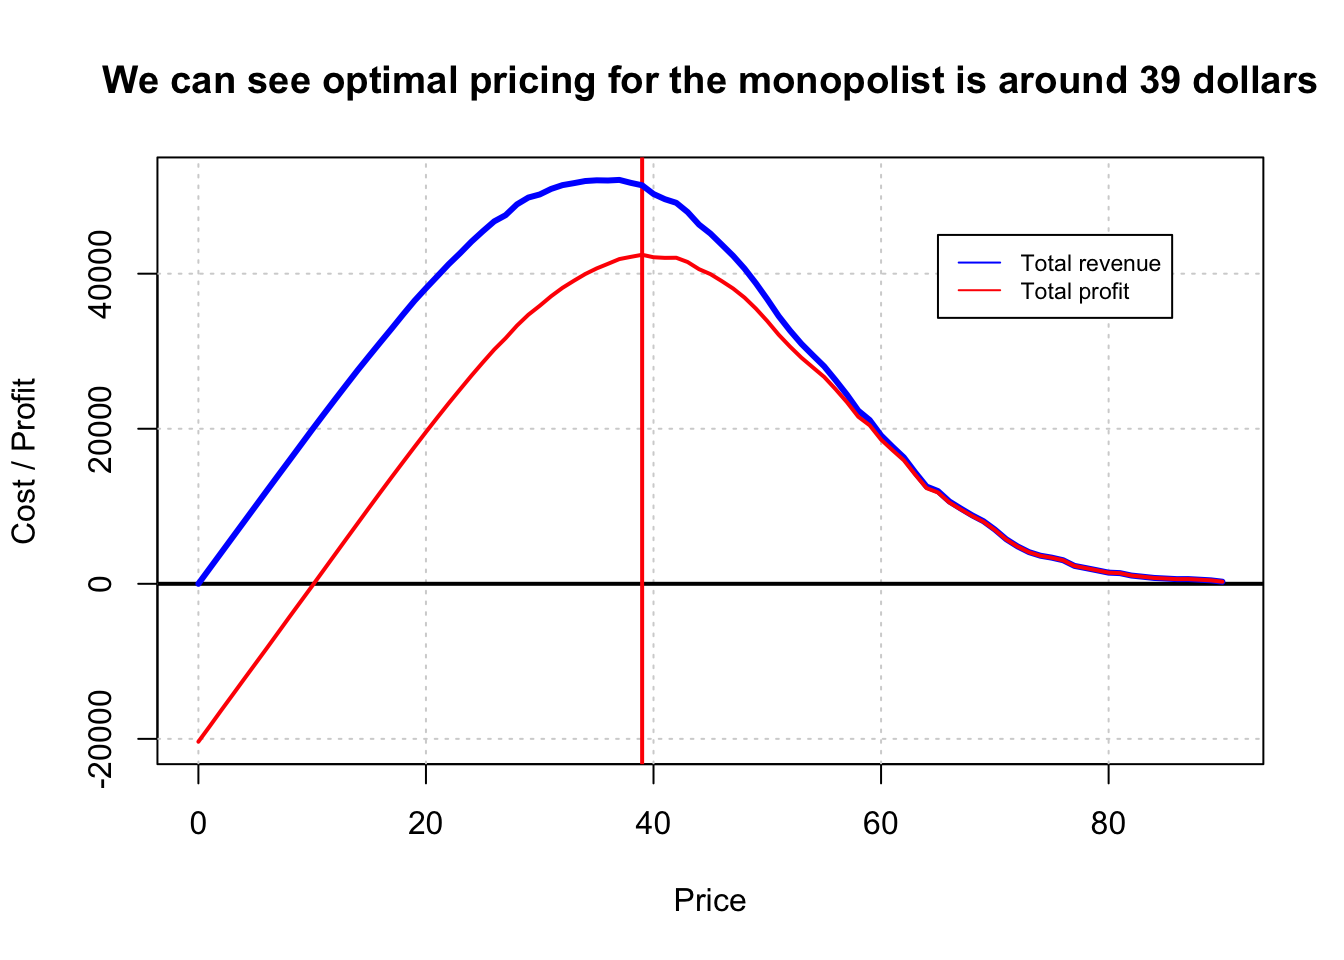 We can see optimal pricing for the monopolist is around 39 dollars
Total revenue
Total profit
Cost / Profit
40000
20000
0
-20000
0 20 40 60 80
Price